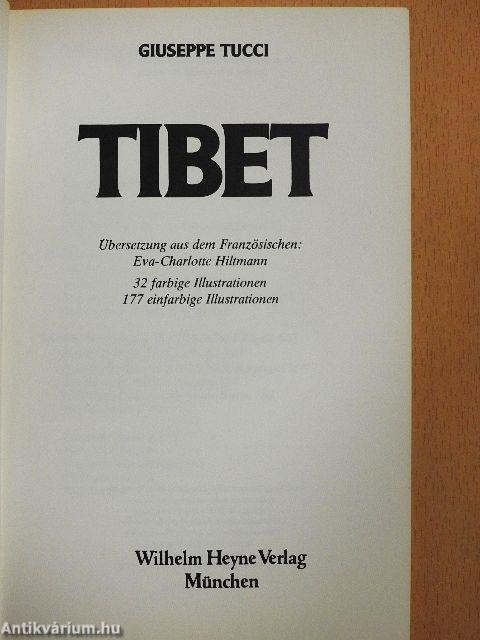 GIUSEPPE TUCCI
TIBET
Übersetzung aus dem Französischen:
Eva-Charlotte Hiltmann
32 farbige Illustrationen
177 einfarbige Illustrationen
Wilhelm Heyne Verlag
München
Antikvárium.hu